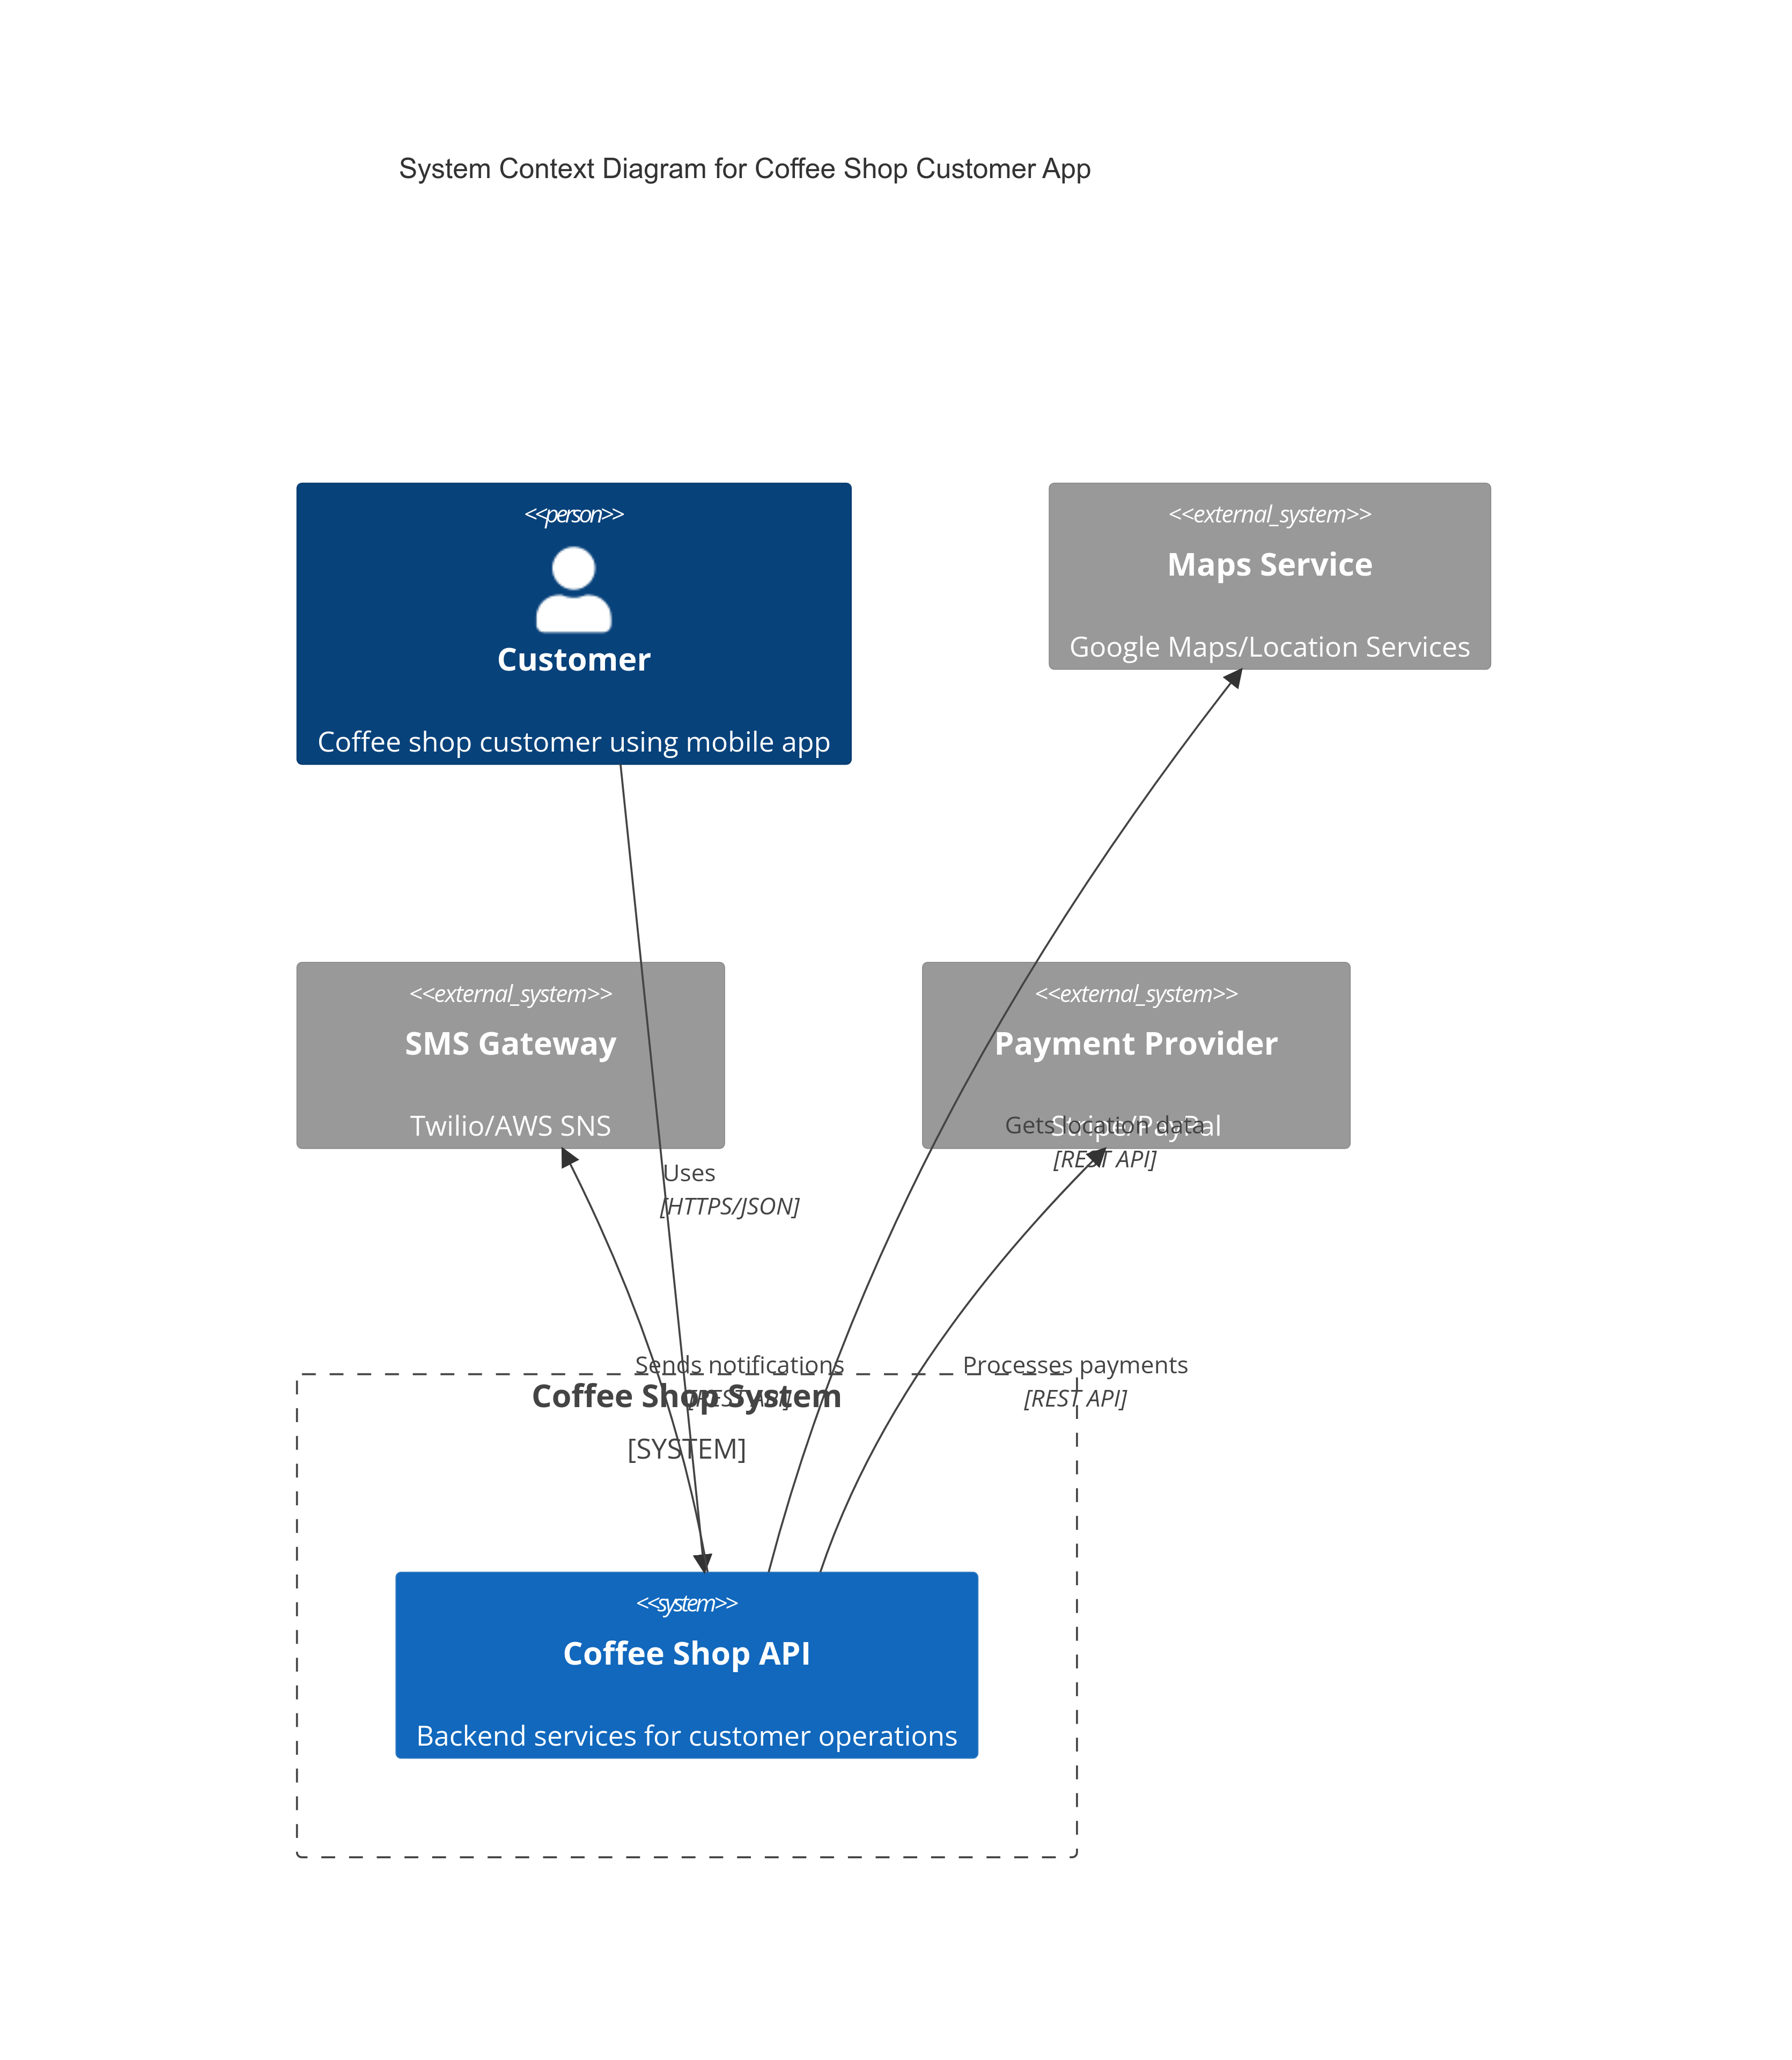 System Context Diagram for Coffee Shop Customer App
<<person>>
Customer
Coffee shop customer using mobile app
<<external_system>>
Maps Service
Google Maps/Location Services
<<external_system>>
SMS Gateway
Twilio/AWS SNS
<<external_system>>
Payment Provider
Stripe/PayPal
Gets location data
[REST API]
Uses
[HTTPS/JSON]
Sends notifications
[REST API]
Processes payments
[REST API]
Coffee Shop System
[SYSTEM]
<<system>>
Coffee Shop API
Backend services for customer operations